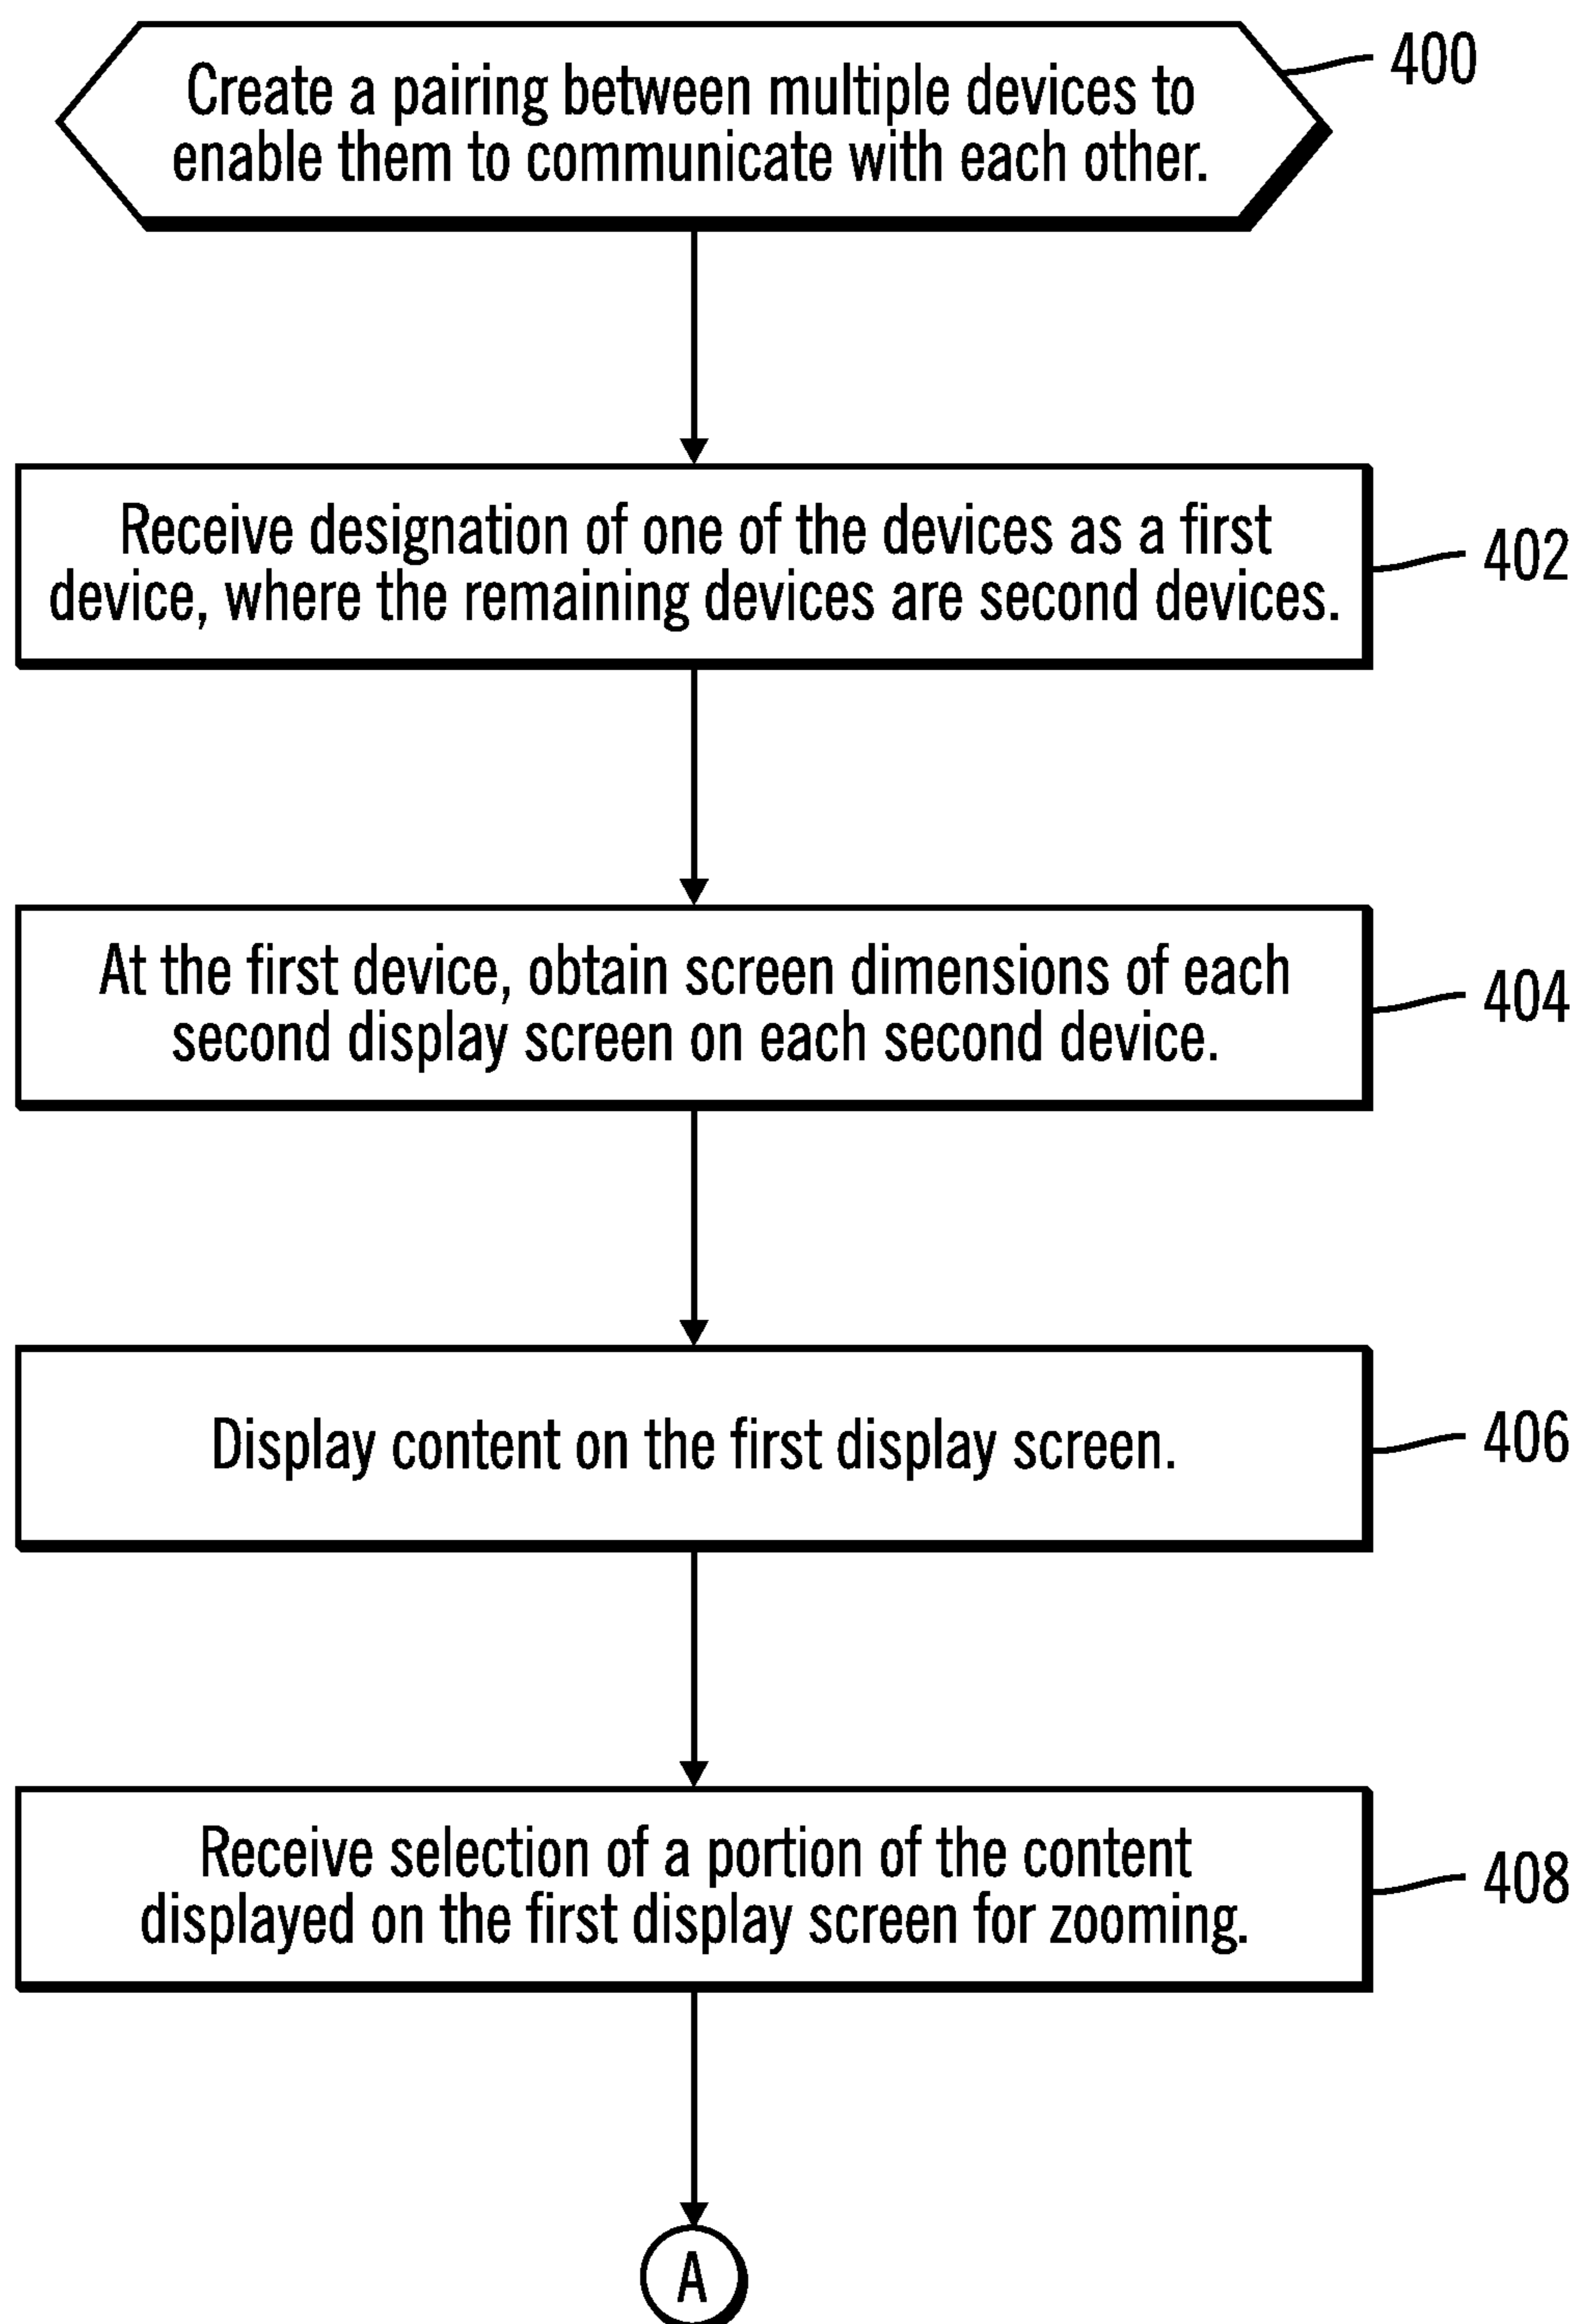 Create a pairing between multiple devices to
enable them to communicate with each other.
400
Receive designation of one of the devices as a first
device, where the remaining devices are second devices.
402
At the first device, obtain screen dimensions of each
second display screen on each second device.
404
Display content on the first display screen.
406
Receive selection of a portion of the content
displayed on the first display screen for zooming.
408
A